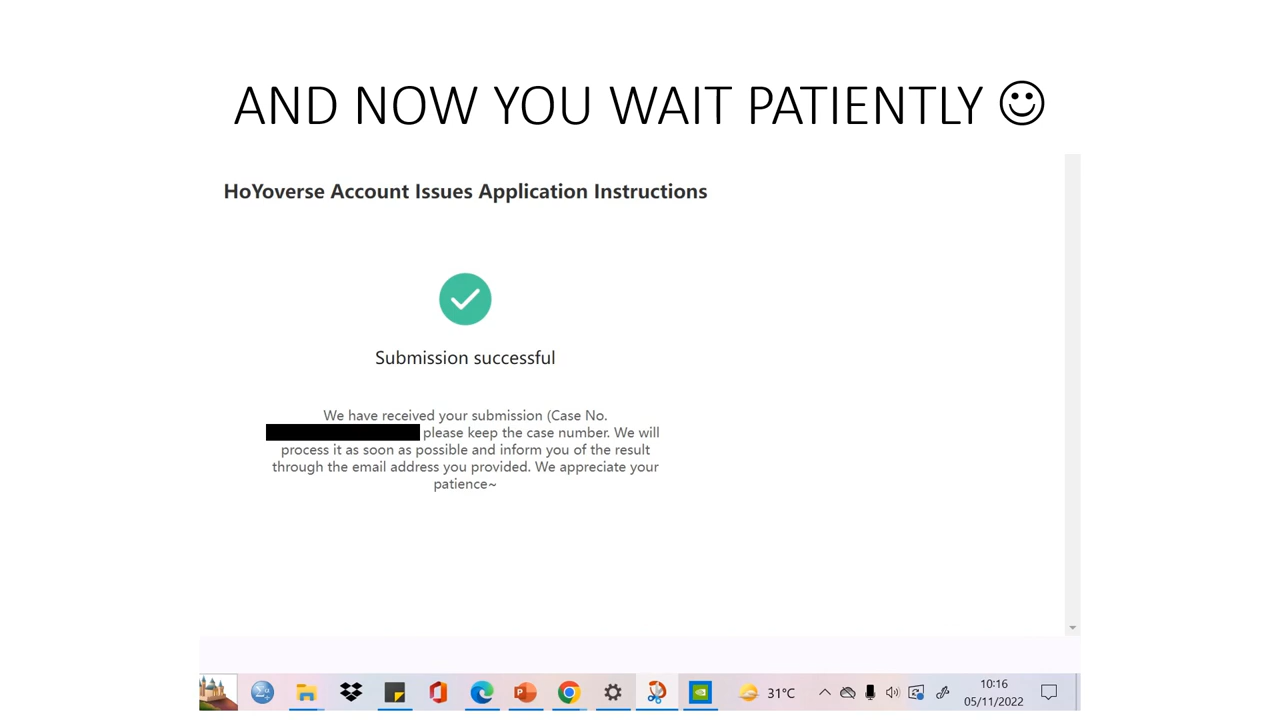 AND NOW YOU WAIT PATIENTLY ☺
HoYoverse Account Issues Application Instructions
Submission successful
We have received your submission (Case No.
please keep the case number. We will
process it as soon as possible and inform you of the result
through the email address you provided. We appreciate your
patience~
31°C
10:16
05/11/2022